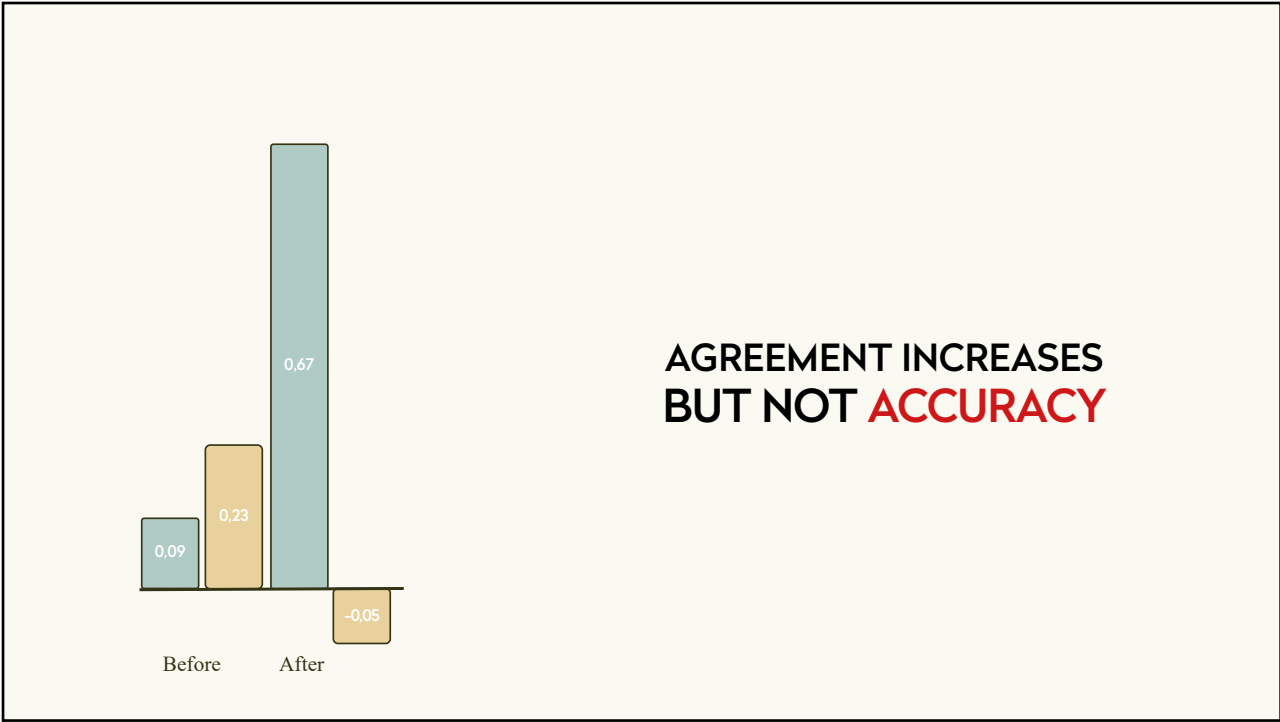 0,67
0,23
0,09
-0,05
Before After
AGREEMENT INCREASES
BUT NOT ACCURACY